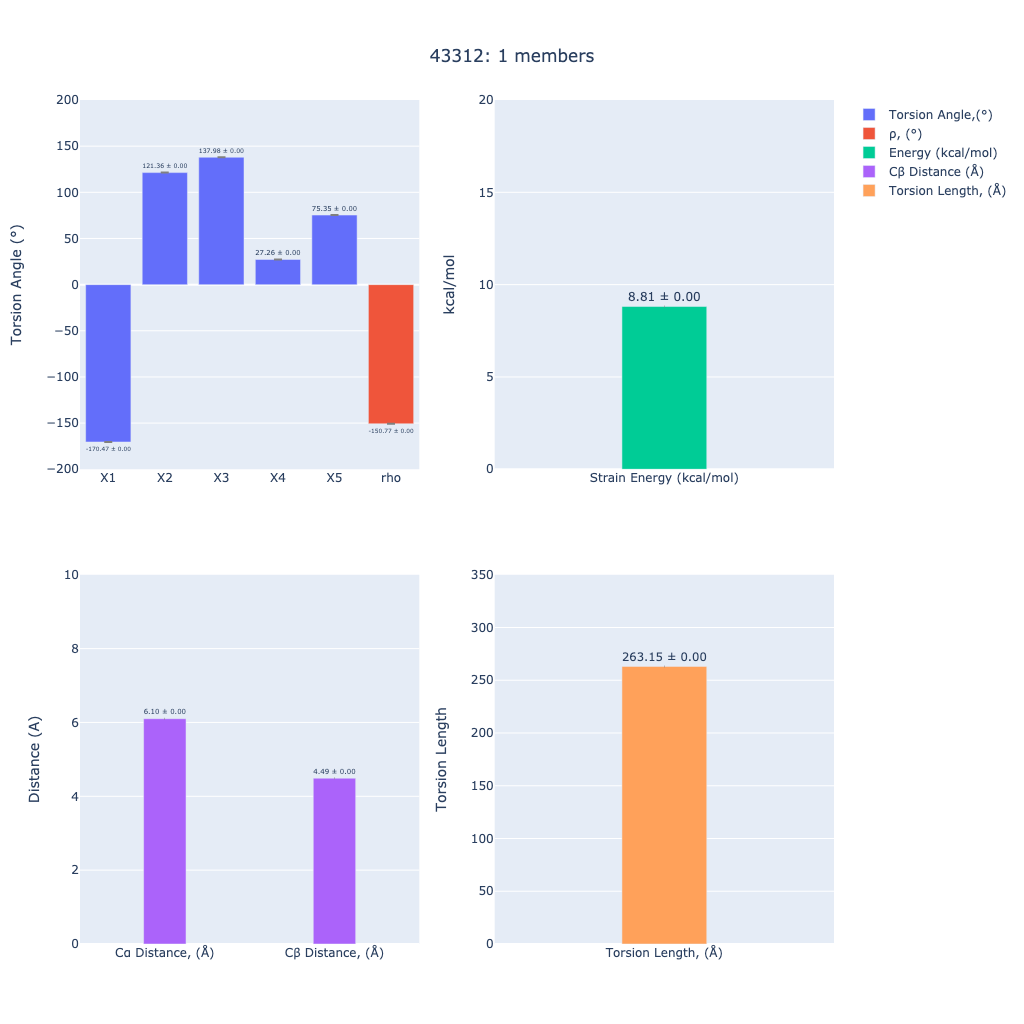 43312: 1 members
200
150
100
50
0
−50
−100
−150
−200
Torsion Angle (°)
137.98 ± 0.00
121.36 ± 0.00
75.35 ± 0.00
27.26 ± 0.00
-150.77 ± 0.00
-170.47 ± 0.00
X1 X2 X3 X4 X5 rho
20
15
10
5
0
kcal/mol
8.81 ± 0.00
Strain Energy (kcal/mol)
Torsion Angle,(°)
ρ, (°)
Energy (kcal/mol)
Cβ Distance (Å)
Torsion Length, (Å)
10
8
6
4
2
0
Distance (A)
6.10 ± 0.00
4.49 ± 0.00
Cα Distance, (Å) Cβ Distance, (Å)
350
300
250
200
150
100
50
0
Torsion Length
263.15 ± 0.00
Torsion Length, (Å)